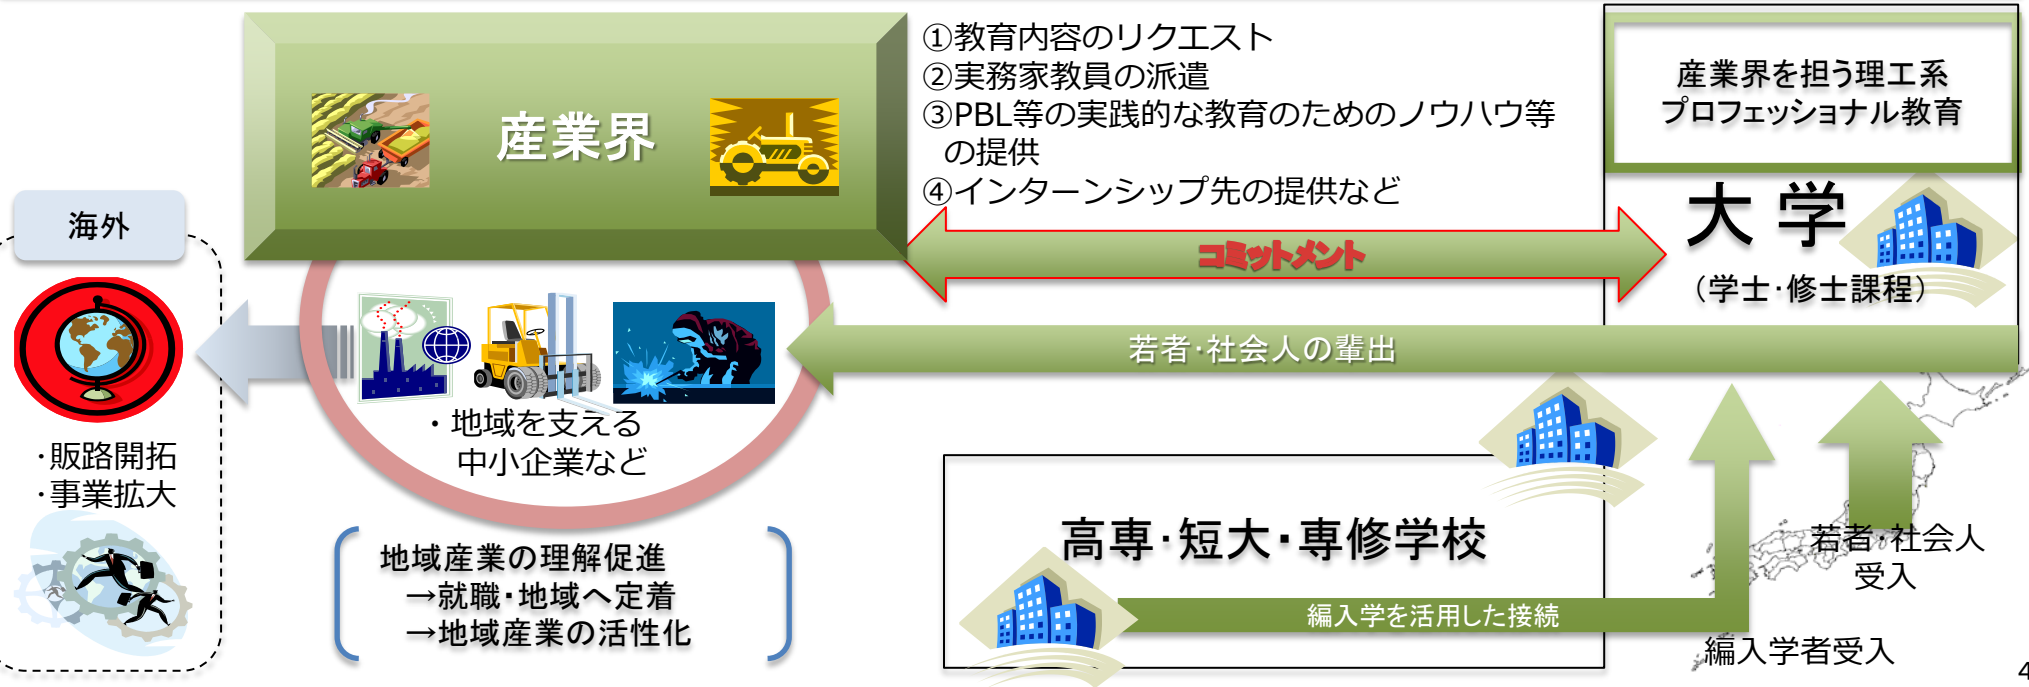 産業界
①教育内容のリクエスト
②実務家教員の派遣
③PBL等の実践的な教育のためのノウハウ等
の提供
④インターンシップ先の提供など
産業界を担う理工系
プロフェッショナル教育
大 学
（学士・修士課程）
コミットメント
若者・社会人の輩出
海外
・販路開拓
・事業拡大
・地域を支える
中小企業など
地域産業の理解促進
→就職・地域へ定着
→地域産業の活性化
高専・短大・専修学校
編入学を活用した接続
若者・社会人
受入
編入学者受入
4